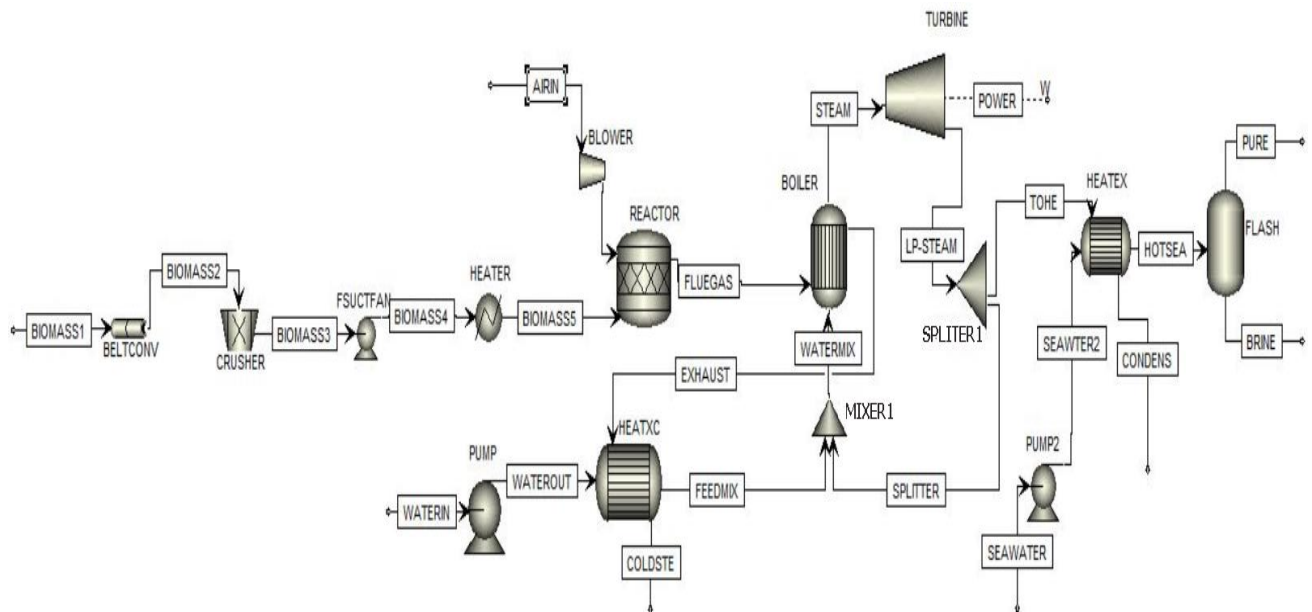 TURBINE
AIRIN
STEAM
POWER
W
BLOWER
PURE
BOILER
HEATEX
TOHE
REACTOR
FLASH
LP-STEAM
HOTSEA
BIOMASS2
HEATER
FLUEGAS
FSUCTFAN
BIOMASS4
BIOMASS5
BIOMASS1
BIOMASS3
BELTCONV
CRUSHER
SPLITER1
WATERMIX
SEAWTER2
BRINE
CONDENS
EXHAUST
MIXER1
HEATXC
PUMP
PUMP2
WATEROUT
FEEDMIX
SPLITTER
WATERIN
SEAWATER
COLDSTE